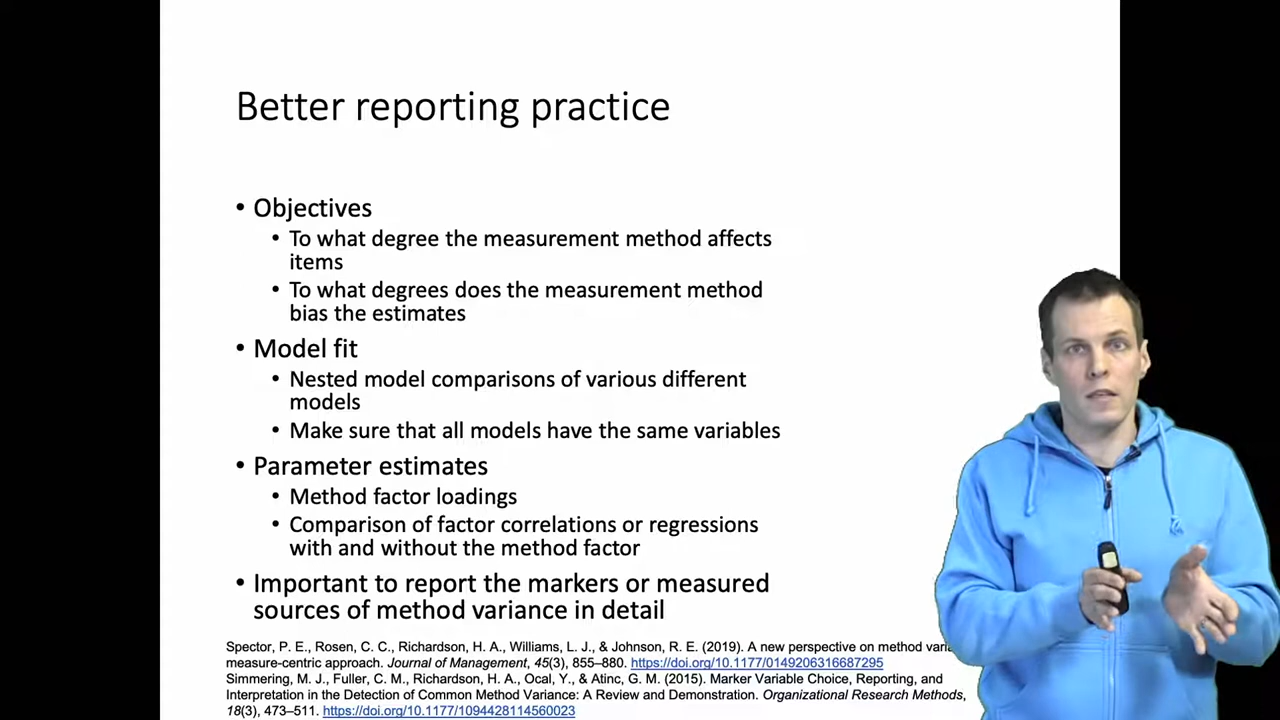 Better reporting practice
• Objectives
• To what degree the measurement method affects
items
• To what degrees does the measurement method
bias the estimates
• Model fit
• Nested model comparisons of various different
models
• Make sure that all models have the same variables
• Parameter estimates
• Method factor loadings
• Comparison of factor correlations or regressions
with and without the method factor
• Important to report the markers or measured
sources of method variance in detail
Spector, P. E., Rosen, C. C., Richardson, H. A., Williams, L. J., & Johnson, R. E. (2019). A new perspective on method
measure-centric approach. Journal of Management, 45(3), 855–880. https://doi.org/10.1177/0149206316687295
Simmering, M. J., Fuller, C. M., Richardson, H. A., Ocal, Y., & Atinc, G. M. (2015). Marker Variable Choice, Reporting, and
Interpretation in the Detection of Common Method Variance: A Review and Demonstration. Organizational Research Methods,
18(3), 473–511. https://doi.org/10.1177/1094428114560023